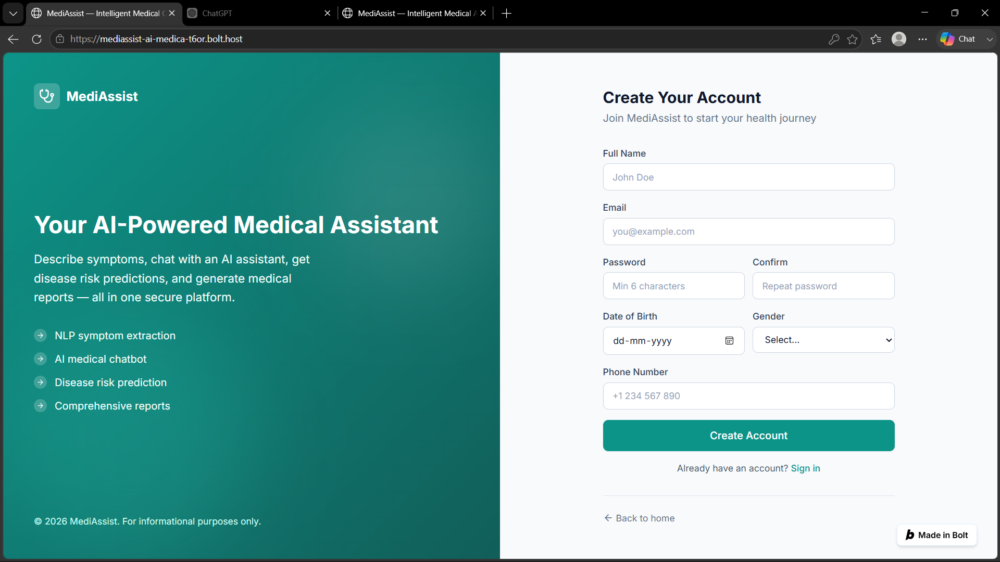 MediAssist — Intelligent Medical
ChatGPT
MediAssist — Intelligent Medical
https://mediassist-ai-medica-t6or.bolt.host
Chat
MediAssist
Your AI-Powered Medical Assistant
Describe symptoms, chat with an AI assistant, get
disease risk predictions, and generate medical
reports — all in one secure platform.
NLP symptom extraction
AI medical chatbot
Disease risk prediction
Comprehensive reports
© 2026 MediAssist. For informational purposes only.
Create Your Account
Join MediAssist to start your health journey
Full Name
John Doe
Email
you@example.com
Password Confirm
Min 6 characters Repeat password
Date of Birth Gender
dd-mm-yyyy Select...
Phone Number
+1 234 567 890
Create Account
Already have an account? Sign in
Back to home
b Made in Bolt